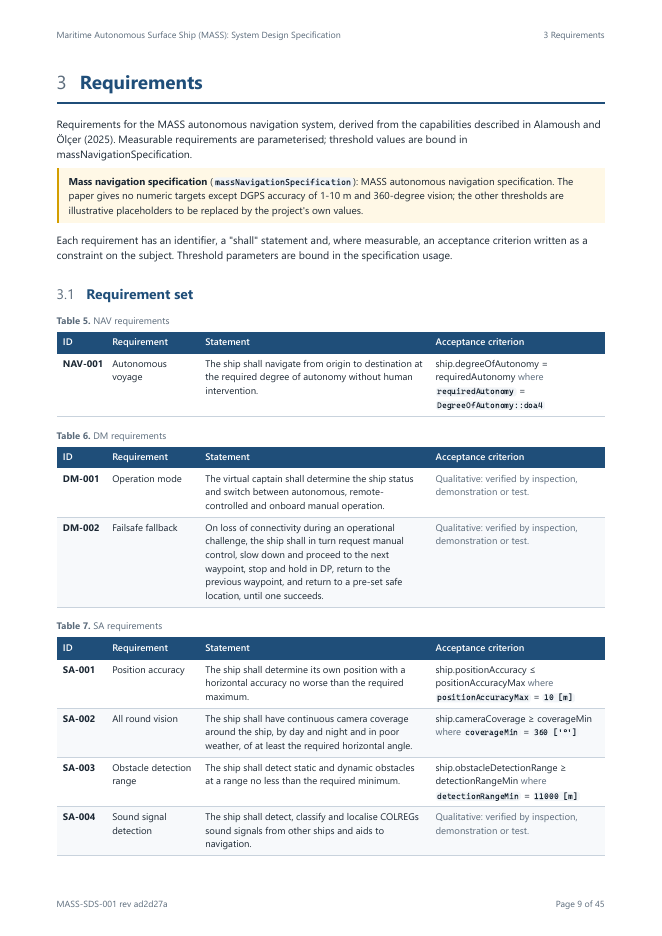 Maritime Autonomous Surface Ship (MASS): System Design Specification
3 Requirements
3 Requirements
Requirements for the MASS autonomous navigation system, derived from the capabilities described in Alamoush and
Ölçer (2025). Measurable requirements are parameterised; threshold values are bound in
massNavigationSpecification.
Mass navigation specification (massNavigationSpecification): MASS autonomous navigation specification. The
paper gives no numeric targets except DGPS accuracy of 1-10 m and 360-degree vision; the other thresholds are
illustrative placeholders to be replaced by the project's own values.
Each requirement has an identifier, a "shall" statement and, where measurable, an acceptance criterion written as a
constraint on the subject. Threshold parameters are bound in the specification usage.
3.1 Requirement set
Table 5. NAV requirements
ID Requirement Statement Acceptance criterion
NAV-001 Autonomous The ship shall navigate from origin to destination at ship.degreeOfAutonomy =
voyage the required degree of autonomy without human requiredAutonomy where
intervention. requiredAutonomy =
DegreeOfAutonomy::doa4
Table 6. DM requirements
ID Requirement Statement Acceptance criterion
DM-001 Operation mode The virtual captain shall determine the ship status Qualitative: verified by inspection,
and switch between autonomous, remote- demonstration or test.
controlled and onboard manual operation.
DM-002 Failsafe fallback On loss of connectivity during an operational Qualitative: verified by inspection,
challenge, the ship shall in turn request manual demonstration or test.
control, slow down and proceed to the next
waypoint, stop and hold in DP, return to the
previous waypoint, and return to a pre-set safe
location, until one succeeds.
Table 7. SA requirements
ID Requirement Statement Acceptance criterion
SA-001 Position accuracy The ship shall determine its own position with a ship.positionAccuracy ≤
horizontal accuracy no worse than the required positionAccuracyMax where
maximum. positionAccuracyMax = 10 [m]
SA-002 All round vision The ship shall have continuous camera coverage ship.cameraCoverage ≥ coverageMin
around the ship, by day and night and in poor where coverageMin = 360 ['°']
weather, of at least the required horizontal angle.
SA-003 Obstacle detection The ship shall detect static and dynamic obstacles ship.obstacleDetectionRange ≥
range at a range no less than the required minimum. detectionRangeMin where
detectionRangeMin = 11000 [m]
SA-004 Sound signal The ship shall detect, classify and localise COLREGs Qualitative: verified by inspection,
detection sound signals from other ships and aids to demonstration or test.
navigation.
MASS-SDS-001 rev ad2d27a
Page 9 of 45